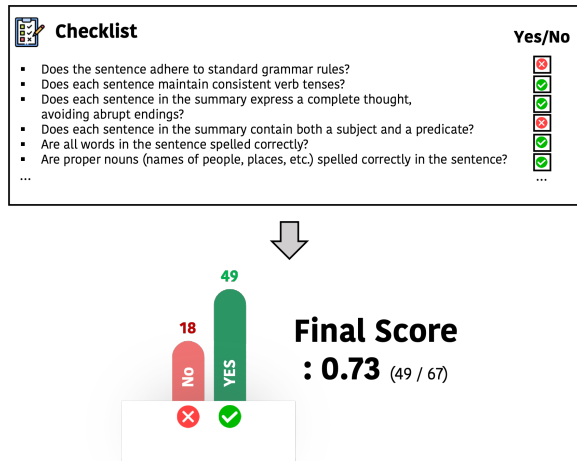 Checklist
Yes/No
▪ Does the sentence adhere to standard grammar rules?
▪ Does each sentence maintain consistent verb tenses?
▪ Does each sentence in the summary express a complete thought,
avoiding abrupt endings?
▪ Does each sentence in the summary contain both a subject and a predicate?
▪ Are all words in the sentence spelled correctly?
▪ Are proper nouns (names of people, places, etc.) spelled correctly in the sentence?
... ...
49
18
No
YES
Final Score
: 0.73 (49 / 67)